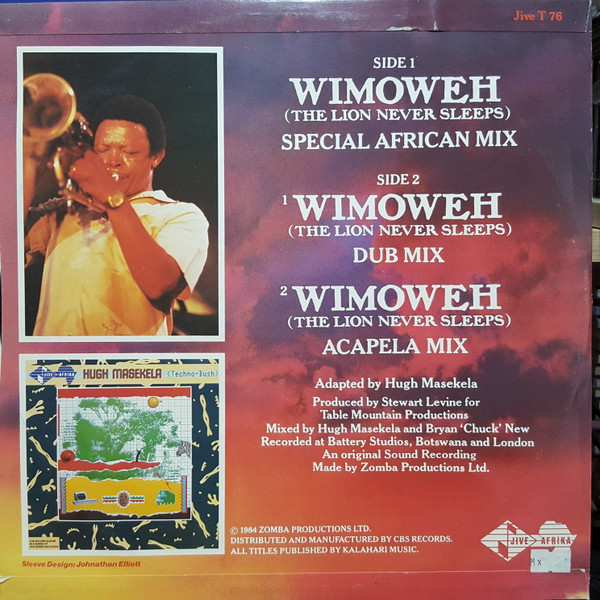 Jive T 76
SIDE 1
WIMOWEH
(THE LION NEVER SLEEPS)
SPECIAL AFRICAN MIX
SIDE 2
1 WIMOWEH
(THE LION NEVER SLEEPS)
DUB MIX
2 WIMOWEH
(THE LION NEVER SLEEPS)
ACAPELA MIX
Adapted by Hugh Masekela
Produced by Stewart Levine for
Table Mountain Productions
Mixed by Hugh Masekela and Bryan 'Chuck' New
Recorded at Battery Studios, Botswana and London
An original Sound Recording
Made by Zomba Productions Ltd.
JIVE AFRIKA HUGH MASEKELA <Techno-Bush>
Sleeve Design: Johnathan Elliott
© 1984 ZOMBA PRODUCTIONS LTD.
DISTRIBUTED AND MANUFACTURED BY CBS RECORDS.
ALL TITLES PUBLISHED BY KALAHARI MUSIC.
JIVE AFRIKA